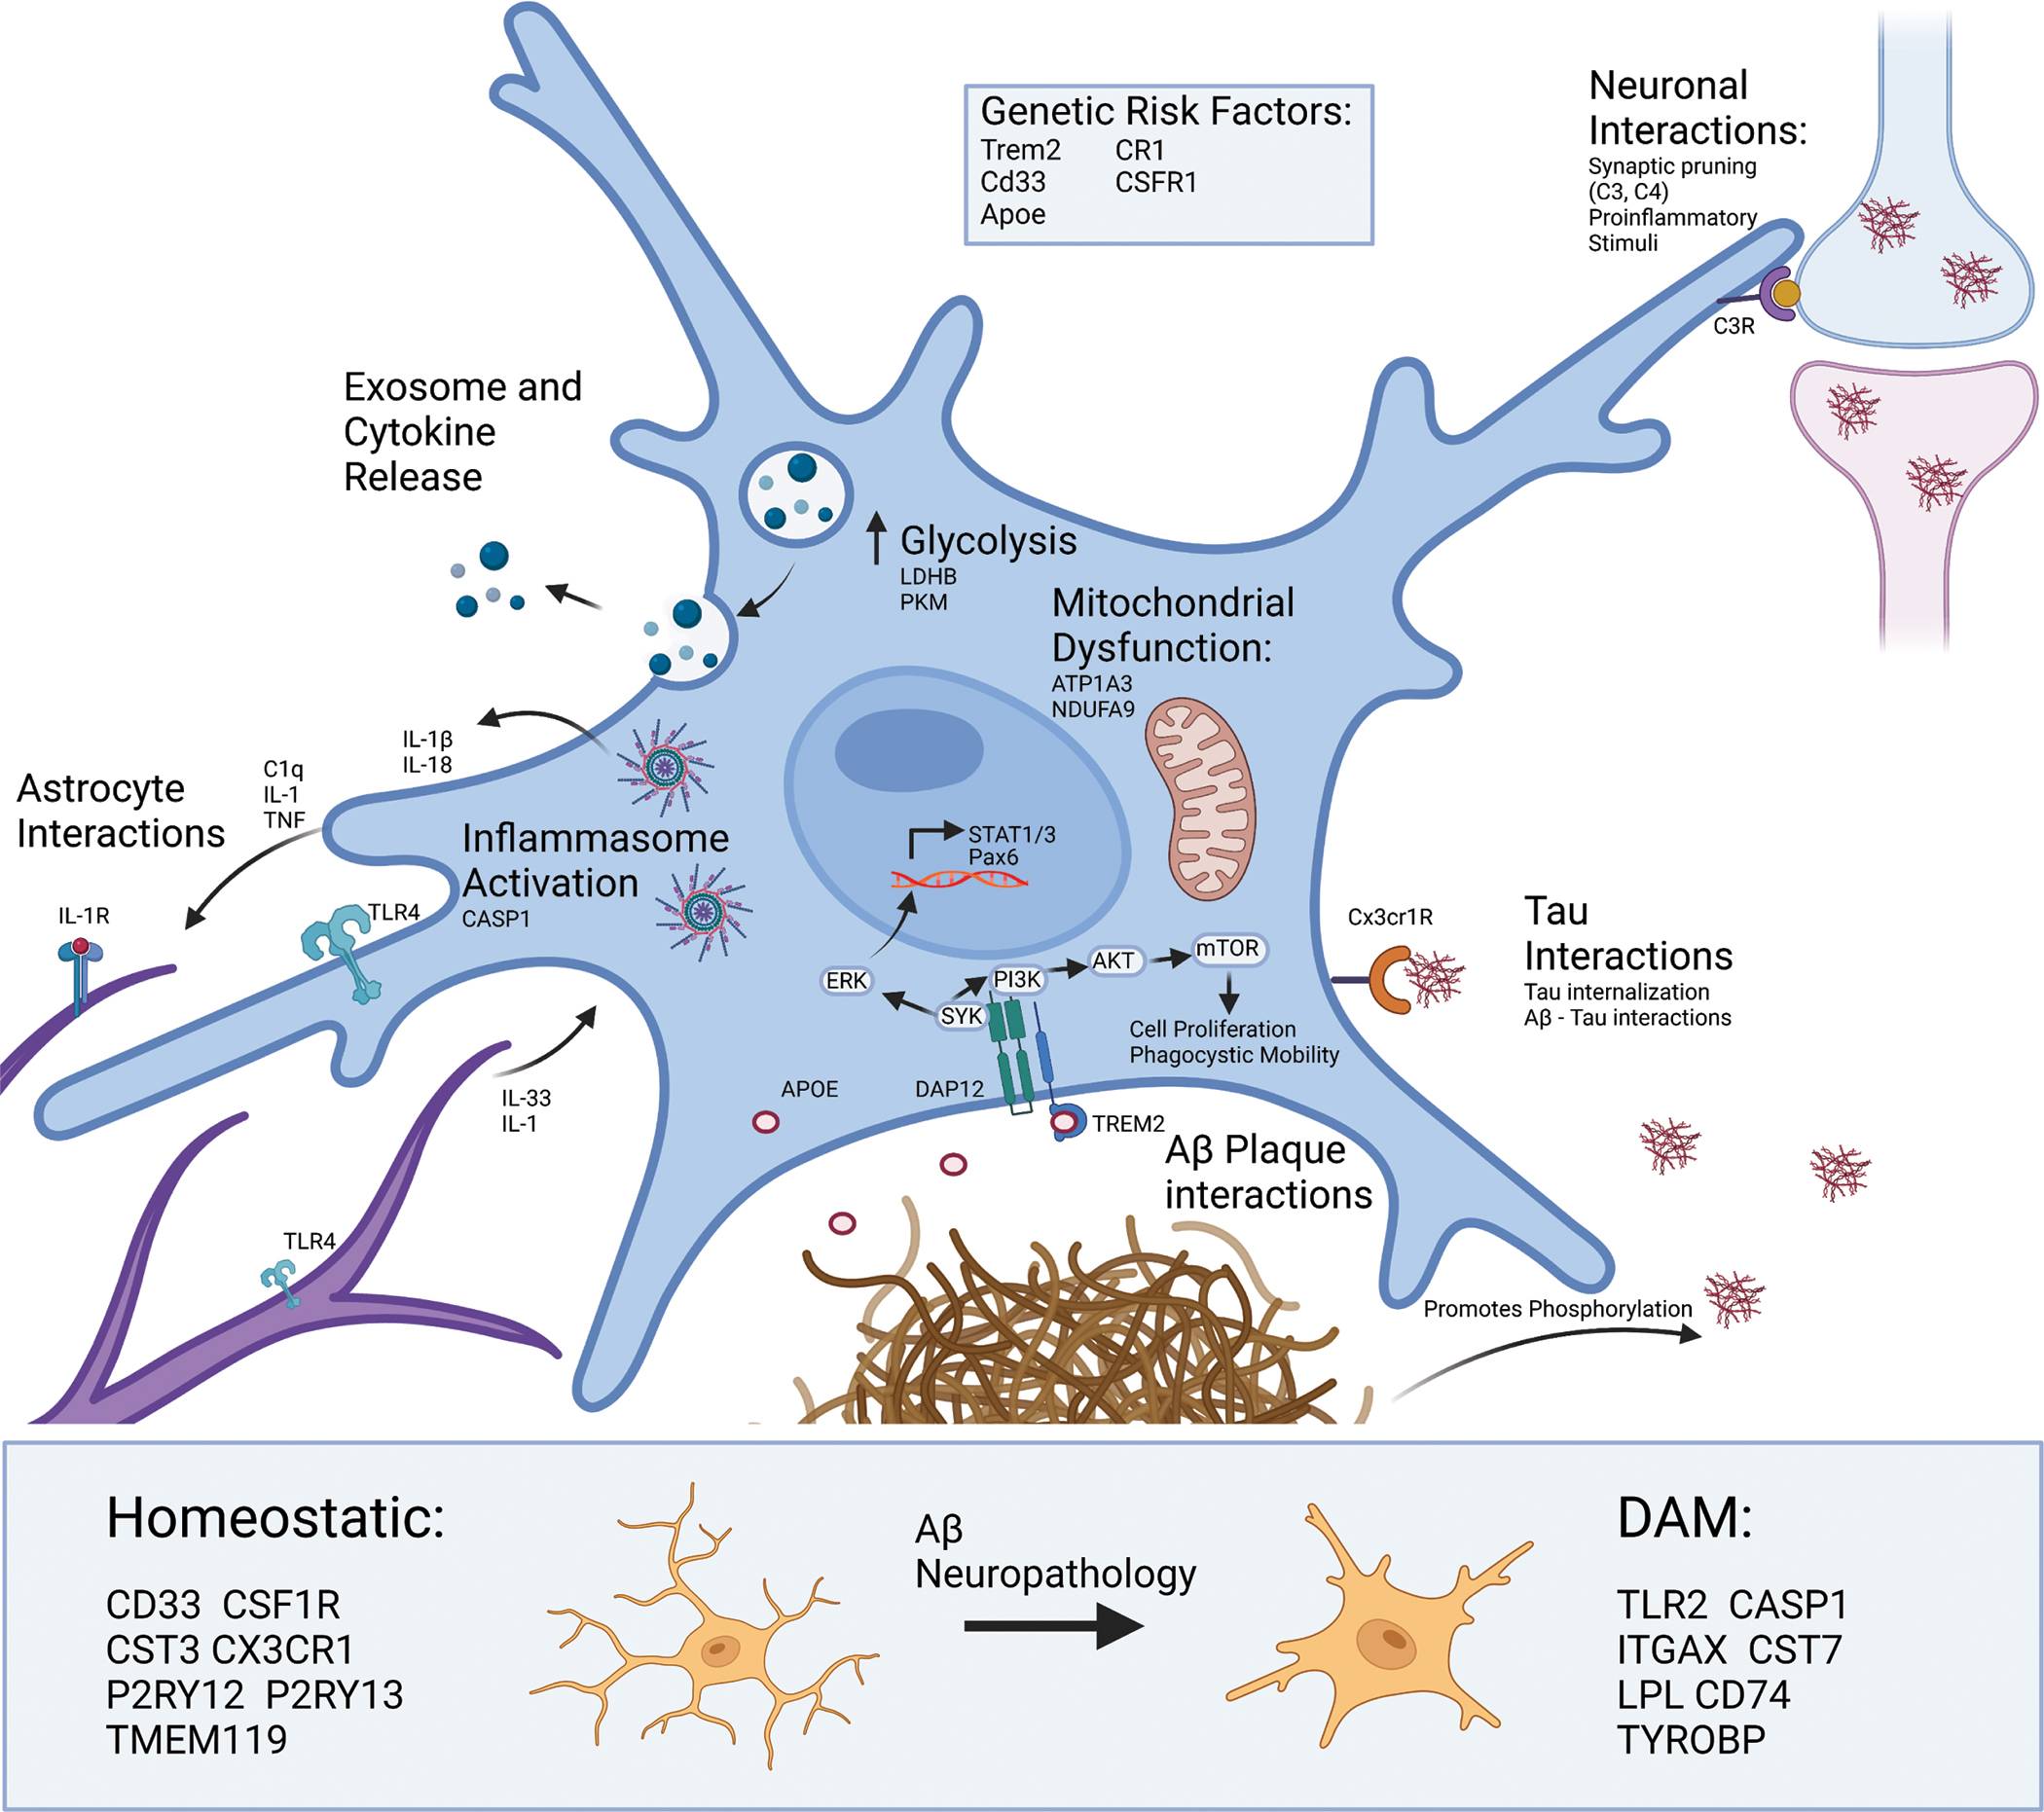 Genetic Risk Factors:
Trem2 CR1
Cd33 CSFR1
Apoe
Neuronal
Interactions:
Synaptic pruning
(C3, C4)
Proinflammatory
Stimuli
C3R
Exosome and
Cytokine
Release
Glycolysis
LDHB
PKM
Mitochondrial
Dysfunction:
ATP1A3
NDUFA9
IL-1β
IL-18
C1q
IL-1
TNF
Astrocyte
Interactions
Inflammasome
Activation
CASP1
STAT1/3
Pax6
IL-1R
TLR4
Cx3cr1R
Tau
Interactions
Tau internalization
Aβ - Tau interactions
ERK
SYK
PI3K
AKT
mTOR
Cell Proliferation
Phagocystic Mobility
IL-33
IL-1
APOE
DAP12
TREM2
Aβ Plaque
interactions
TLR4
Promotes Phosphorylation
Homeostatic:
CD33 CSF1R
CST3 CX3CR1
P2RY12 P2RY13
TMEM119
Aβ
Neuropathology
DAM:
TLR2 CASP1
ITGAX CST7
LPL CD74
TYROBP